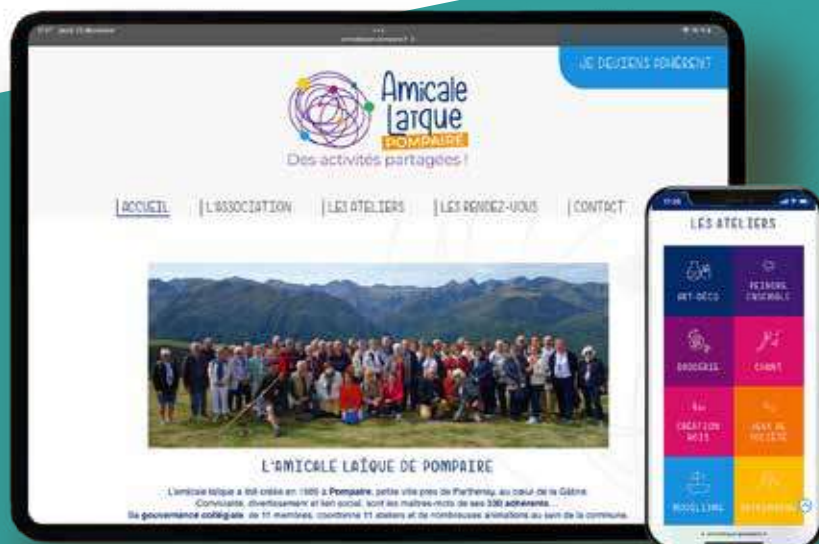 JE DEVIENS ADHÉRENT
Amicale
Laïque
POMPAIRE
Des activités partagées !
ACCUEIL
L'ASSOCIATION
LES ATELIERS
LES RENDEZ-VOUS
CONTACT
L'AMICALE LAÏQUE DE POMPAIRE
L'amicale laïque a été créée en à Pompaire, petite ville près de Parthenay, au cœur de la Gâtine.
Convivialité, divertissement et lien social, sont les maîtres-mots de ses 330 adhérents...
Sa gouvernance collégiale, de 11 membres, coordonne 11 ateliers et de nombreuses animations au sein de la commune.
LES ATELIERS
ART-DÉCO
PEINDRE
ENSEMBLE
BRODERIE
CHANT
CRÉATION
BOIS
JEUX DE
SOCIÉTÉ
MODÉLISME